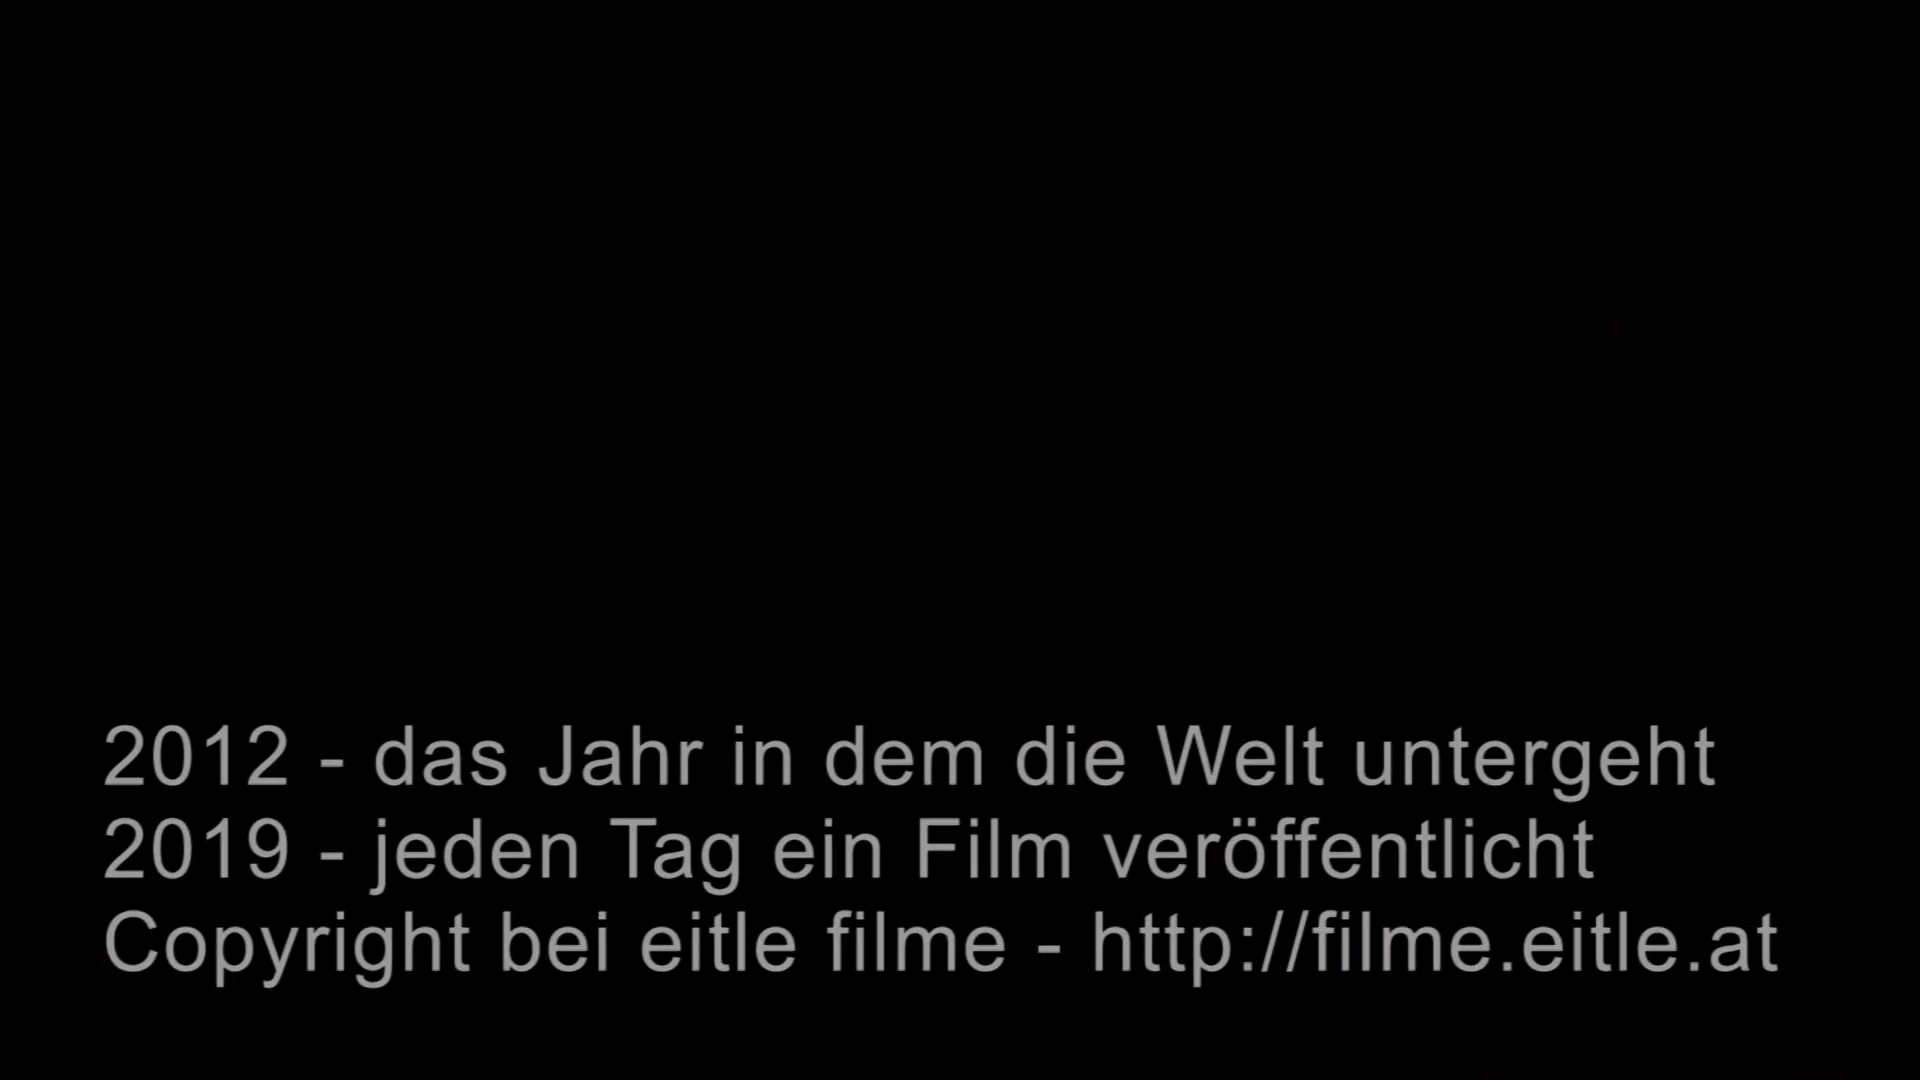 2012 - das Jahr in dem die Welt untergeht
2019 - jeden Tag ein Film veröffentlicht
Copyright bei eitle filme - http://filme.eitle.at